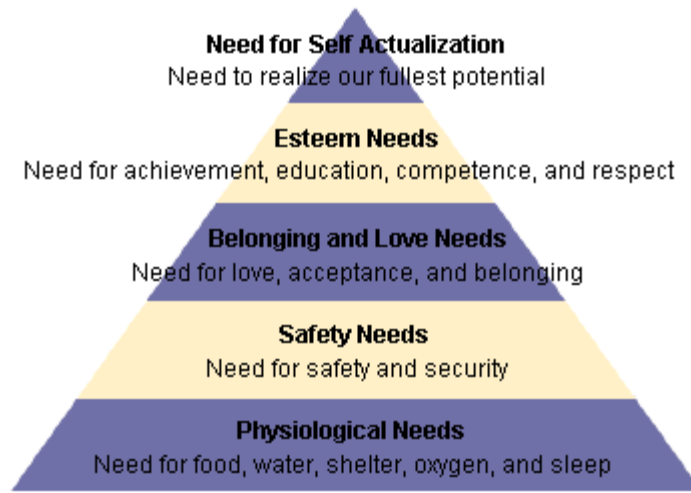 Need for Self Actualization
Need to realize our fullest potential
Esteem Needs
Need for achievement, education, competence, and respect
Belonging and Love Needs
Need for love, acceptance, and belonging
Safety Needs
Need for safety and security
Physiological Needs
Need for food, water, shelter, oxygen, and sleep